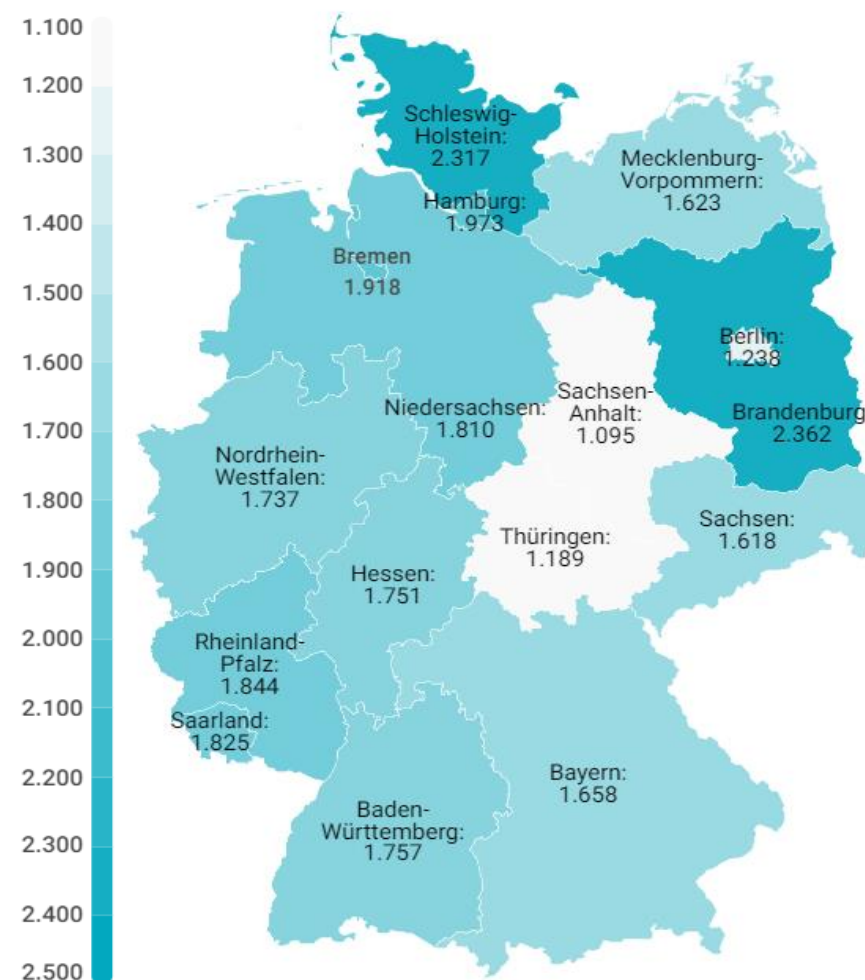 1.100
1.200
1.300
1.400
1.500
1.600
1.700
1.800
1.900
2.000
2.100
2.200
2.300
2.400
2.500
Schleswig-
Holstein:
2.317
Mecklenburg-
Vorpommern:
1.623
Hamburg:
1.973
Bremen
1.918
Berlin:
1.238
Niedersachsen:
1.810
Sachsen-
Anhalt:
1.095
Brandenburg
2.362
Nordrhein-
Westfalen:
1.737
Sachsen:
1.618
Thüringen:
1.189
Hessen:
1.751
Rheinland-
Pfalz:
1.844
Saarland:
1.825
Bayern:
1.658
Baden-
Württemberg:
1.757